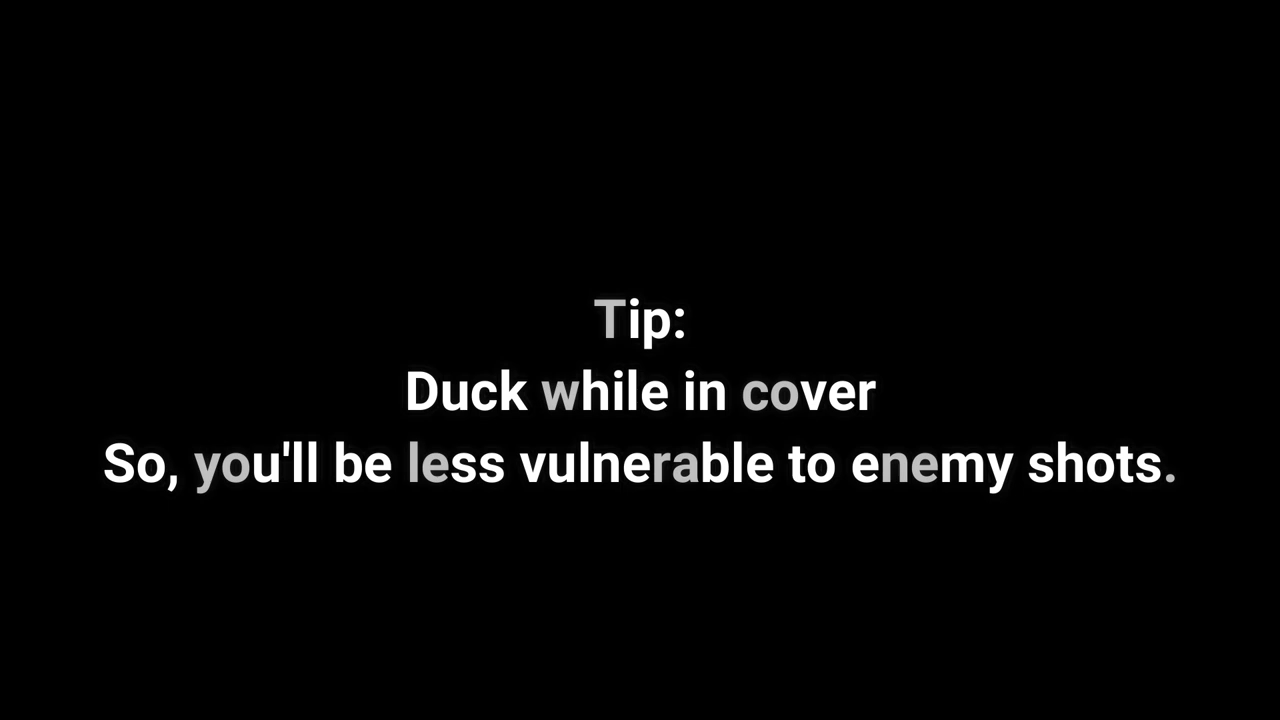 Tip:
Duck while in cover
So, you'll be less vulnerable to enemy shots.